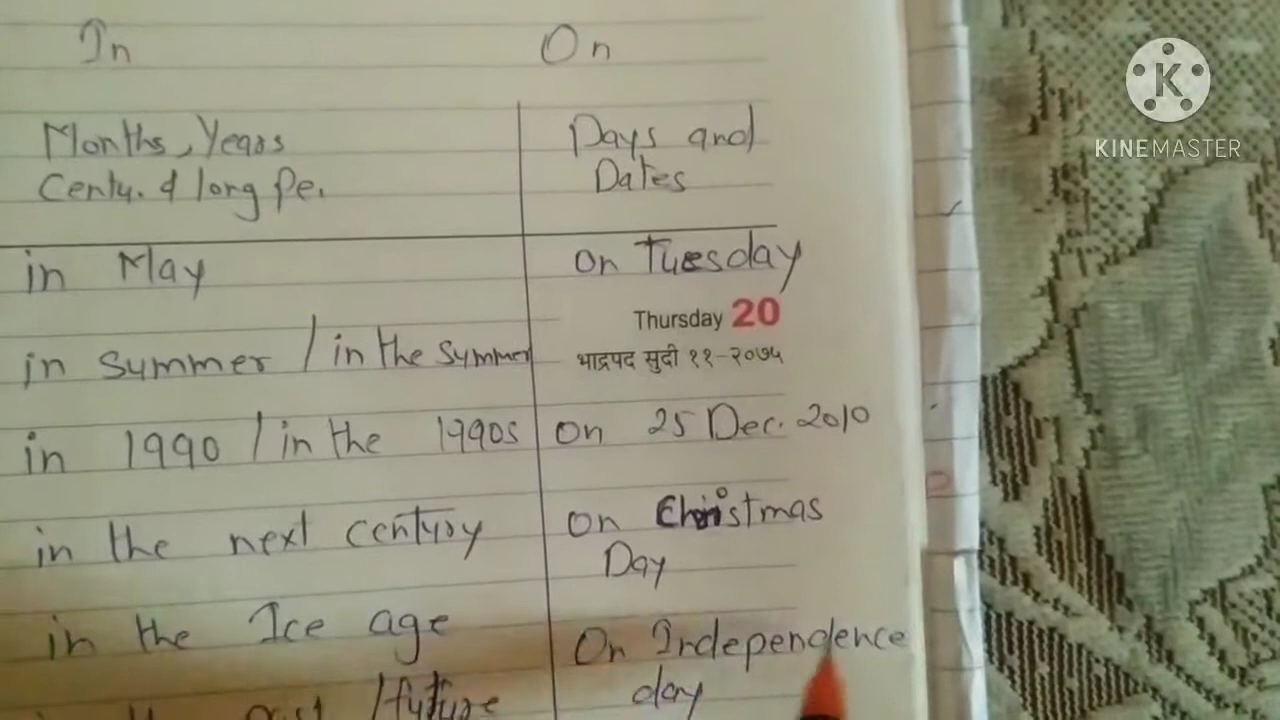 In On
Months, Years
Centu. & long Pe.
Days and
Dates
in May
on Tuesday
Thursday 20
भाद्रपद सुदी ११-२०७५
in summer / in the summer
in 1990 / in the 1990s
on 25 Dec. 2010
in the next century
on Christmas
Day
in the Ice age
On Independence
day
/future
KINEMASTER